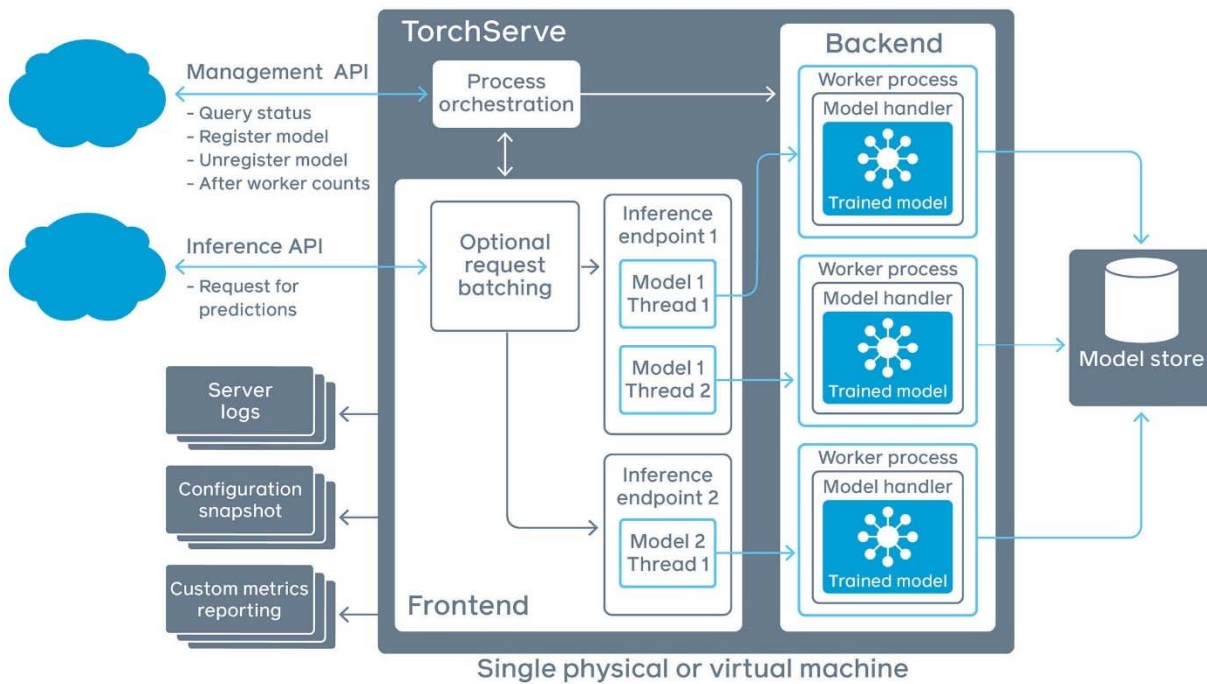 TorchServe
Management API
- Query status
- Register model
- Unregister model
- After worker counts
Process
orchestration
Inference API
- Request for
predictions
Optional
request
batching
Inference
endpoint 1
Model 1
Thread 1
Model 1
Thread 2
Inference
endpoint 2
Model 2
Thread 1
Frontend
Backend
Worker process
Model handler
Trained model
Worker process
Model handler
Trained model
Worker process
Model handler
Trained model
Model store
Server
logs
Configuration
snapshot
Custom metrics
reporting
Single physical or virtual machine